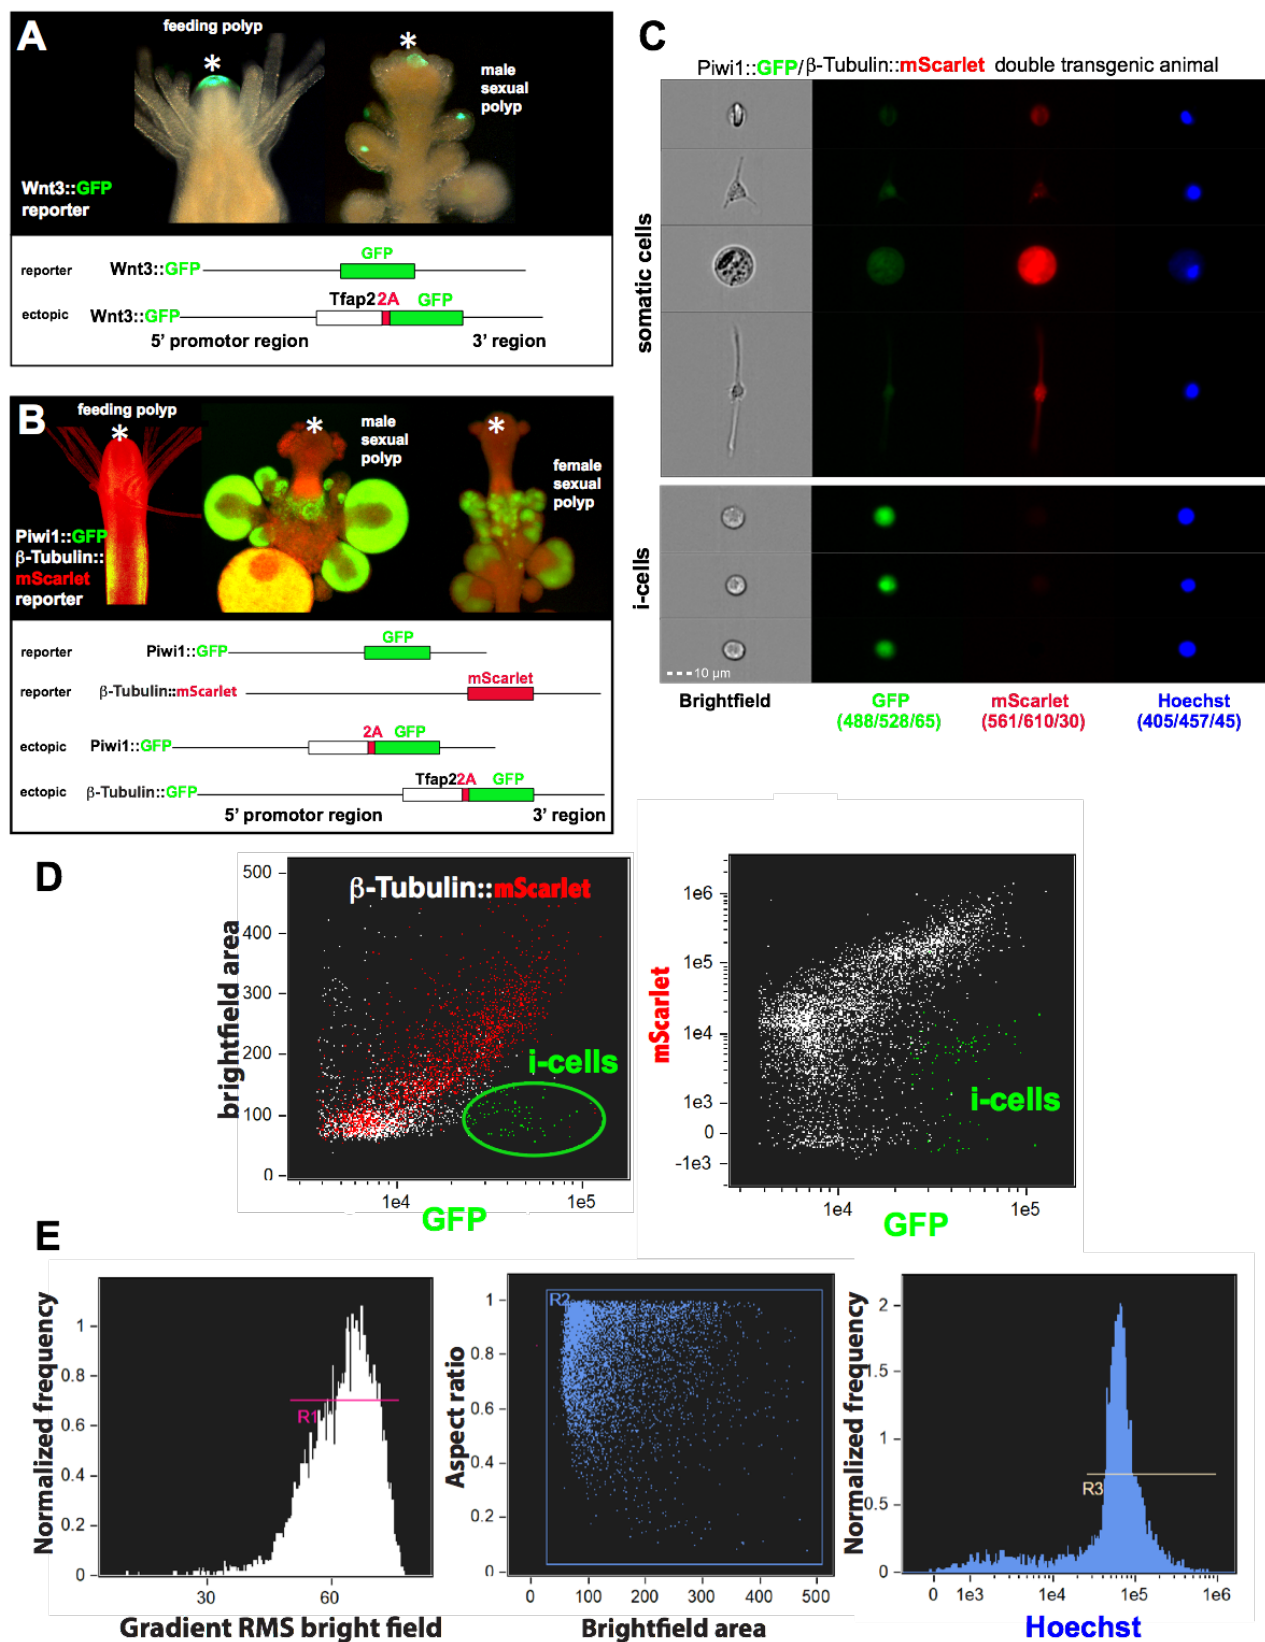 A
feeding polyp
*
*
male
sexual
polyp
Wnt3::GFP
reporter
GFP
reporter Wnt3::GFP
Tfap2 2A GFP
ectopic Wnt3::GFP
5' promotor region 3' region
B
feeding polyp
*
*
male
sexual
polyp
*
female
sexual
polyp
Piwi1::GFP
β-Tubulin::
mScarlet
reporter
GFP
reporter Piwi1::GFP
mScarlet
reporter β-Tubulin::mScarlet
2A GFP
ectopic Piwi1::GFP
Tfap2 2A GFP
ectopic β-Tubulin::GFP
5' promotor region 3' region
C
Piwi1::GFP/β-Tubulin::mScarlet double transgenic animal
somatic cells
i-cells
10 μm
Brightfield GFP mScarlet Hoechst
(488/528/65) (561/610/30) (405/457/45)
D
β-Tubulin::mScarlet
brightfield area
500
400
300
200
100
0
i-cells
1e4 1e5
GFP
mScarlet
1e6
1e5
1e4
1e3
0
-1e3
i-cells
1e4 1e5
GFP
E
Normalized frequency
1
0.8
0.6
0.4
0.2
0
R1
30 60
Gradient RMS bright field
Aspect ratio
1
0.8
0.6
0.4
0.2
0
R2
0 100 200 300 400 500
Brightfield area
Normalized frequency
2
1.5
1
0.5
0
R3
0 1e3 1e4 1e5 1e6
Hoechst